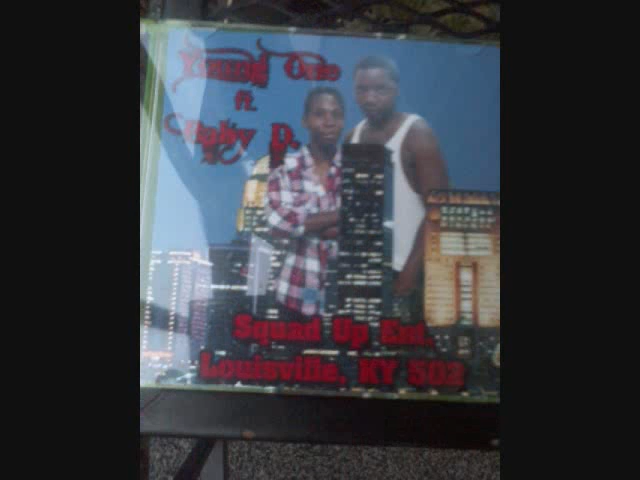 Young One
ft.
Baby D.
Squad Up Ent.
Louisville, KY 502